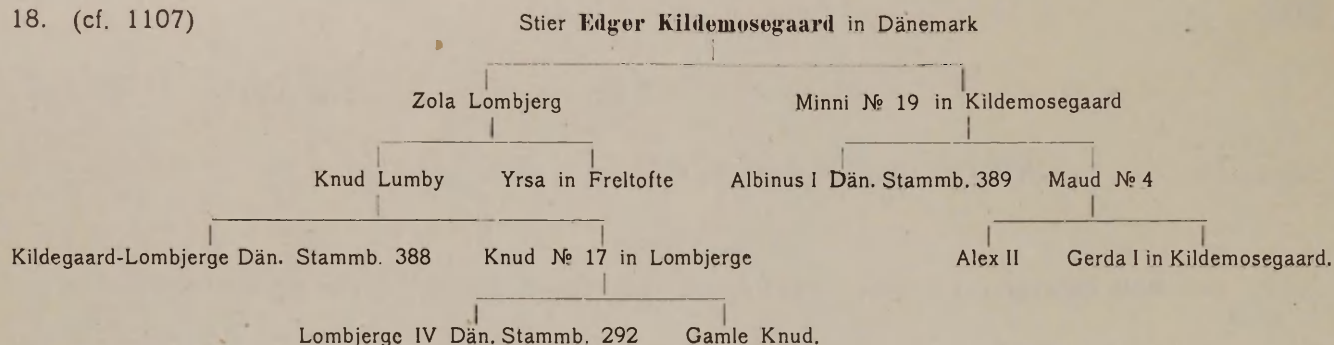 18. (cf. 1107) Stier Edger Kildemosegaard in Dänemark
Zola Lombjerg Minni № 19 in Kildemosegaard
Knud Lumby Yrsa in Freltofte Albinus I Dän. Stammb. 389 Maud № 4
Kildegaard-Lombjerge Dän. Stammb. 388 Knud № 17 in Lombjerge Alex II Gerda I in Kildemosegaard.
Lombjerge IV Dän. Stammb. 292 Gamle Knud.